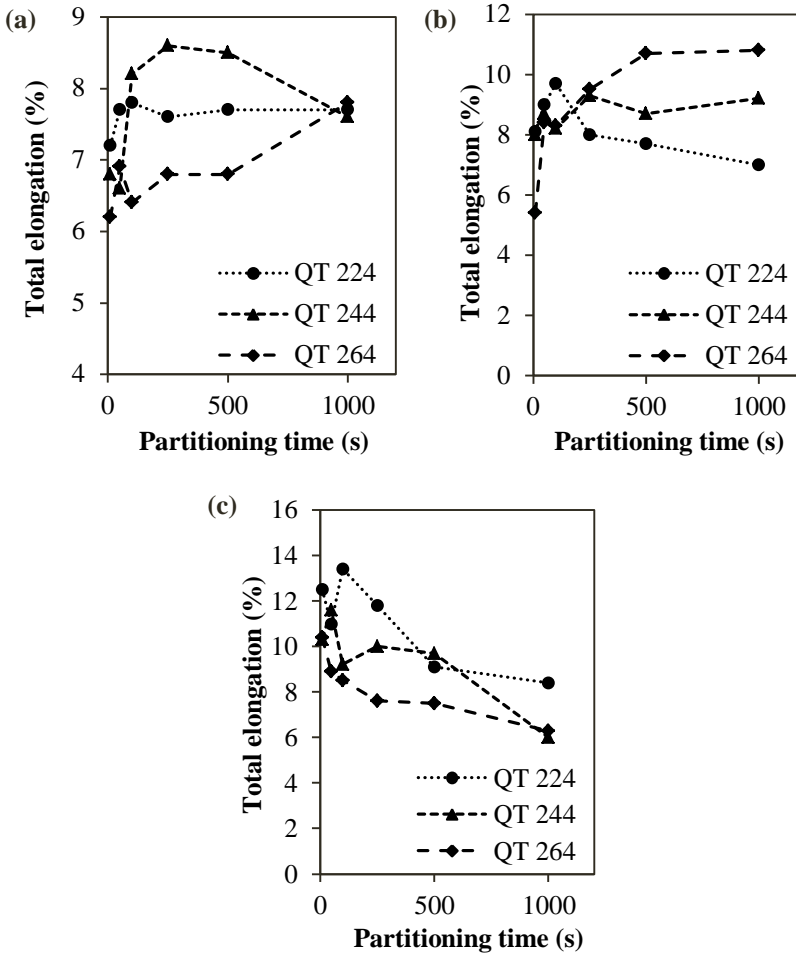 (a)
Total elongation (%)
9
8
7
6
5
4
QT 224
QT 244
QT 264
0 500 1000
Partitioning time (s)
(b)
Total elongation (%)
12
10
8
6
4
2
0
QT 224
QT 244
QT 264
0 500 1000
Partitioning time (s)
(c)
Total elongation (%)
16
14
12
10
8
6
4
2
0
QT 224
QT 244
QT 264
0 500 1000
Partitioning time (s)